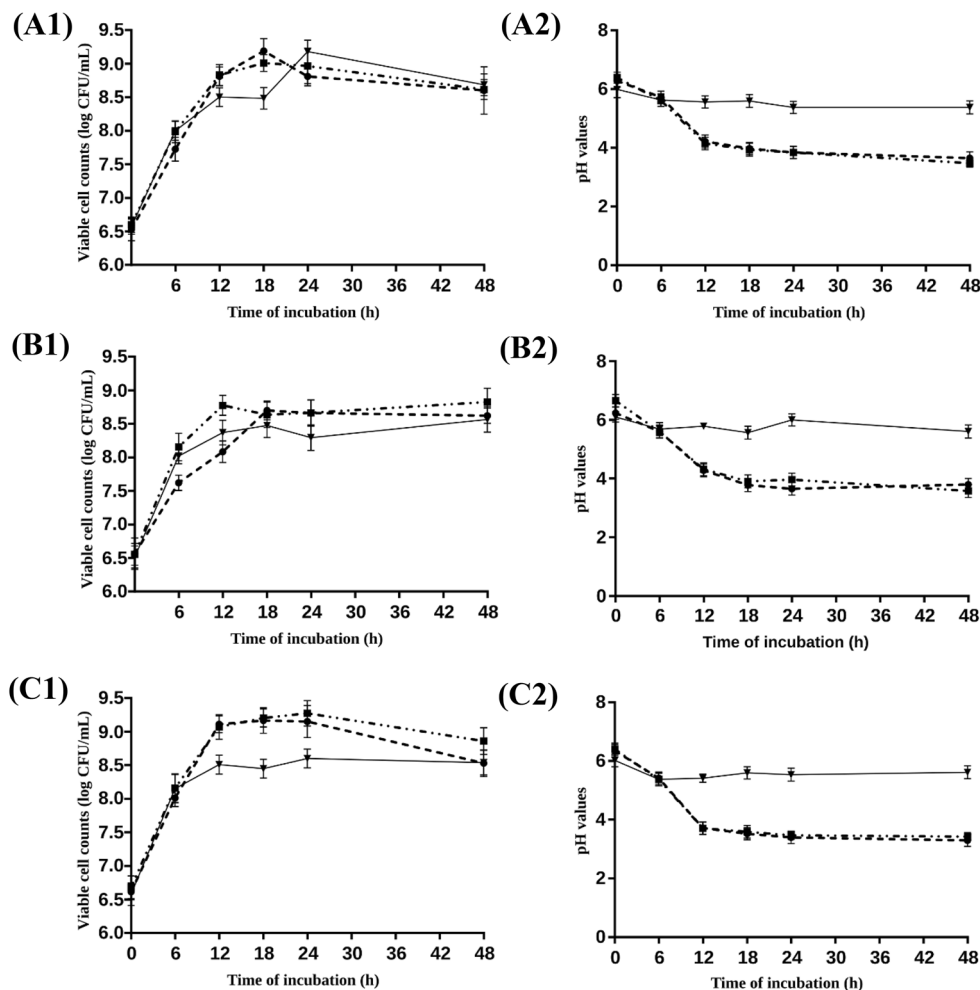 (A1)
Viable cell counts (log CFU/mL)
9.5
9.0
8.5
8.0
7.5
7.0
6.5
6.0
6 12 18 24 30 36 42 48
Time of incubation (h)
(A2)
pH values
8
6
4
2
0
0 6 12 18 24 30 36 42 48
Time of incubation (h)
(B1)
Viable cell counts (log CFU/mL)
9.5
9.0
8.5
8.0
7.5
7.0
6.5
6.0
6 12 18 24 30 36 42 48
Time of incubation (h)
(B2)
pH values
8
6
4
2
0
0 6 12 18 24 30 36 42 48
Time of incubation (h)
(C1)
Viable cell counts (log CFU/mL)
9.5
9.0
8.5
8.0
7.5
7.0
6.5
6.0
0 6 12 18 24 30 36 42 48
Time of incubation (h)
(C2)
pH values
8
6
4
2
0
0 6 12 18 24 30 36 42 48
Time of incubation (h)